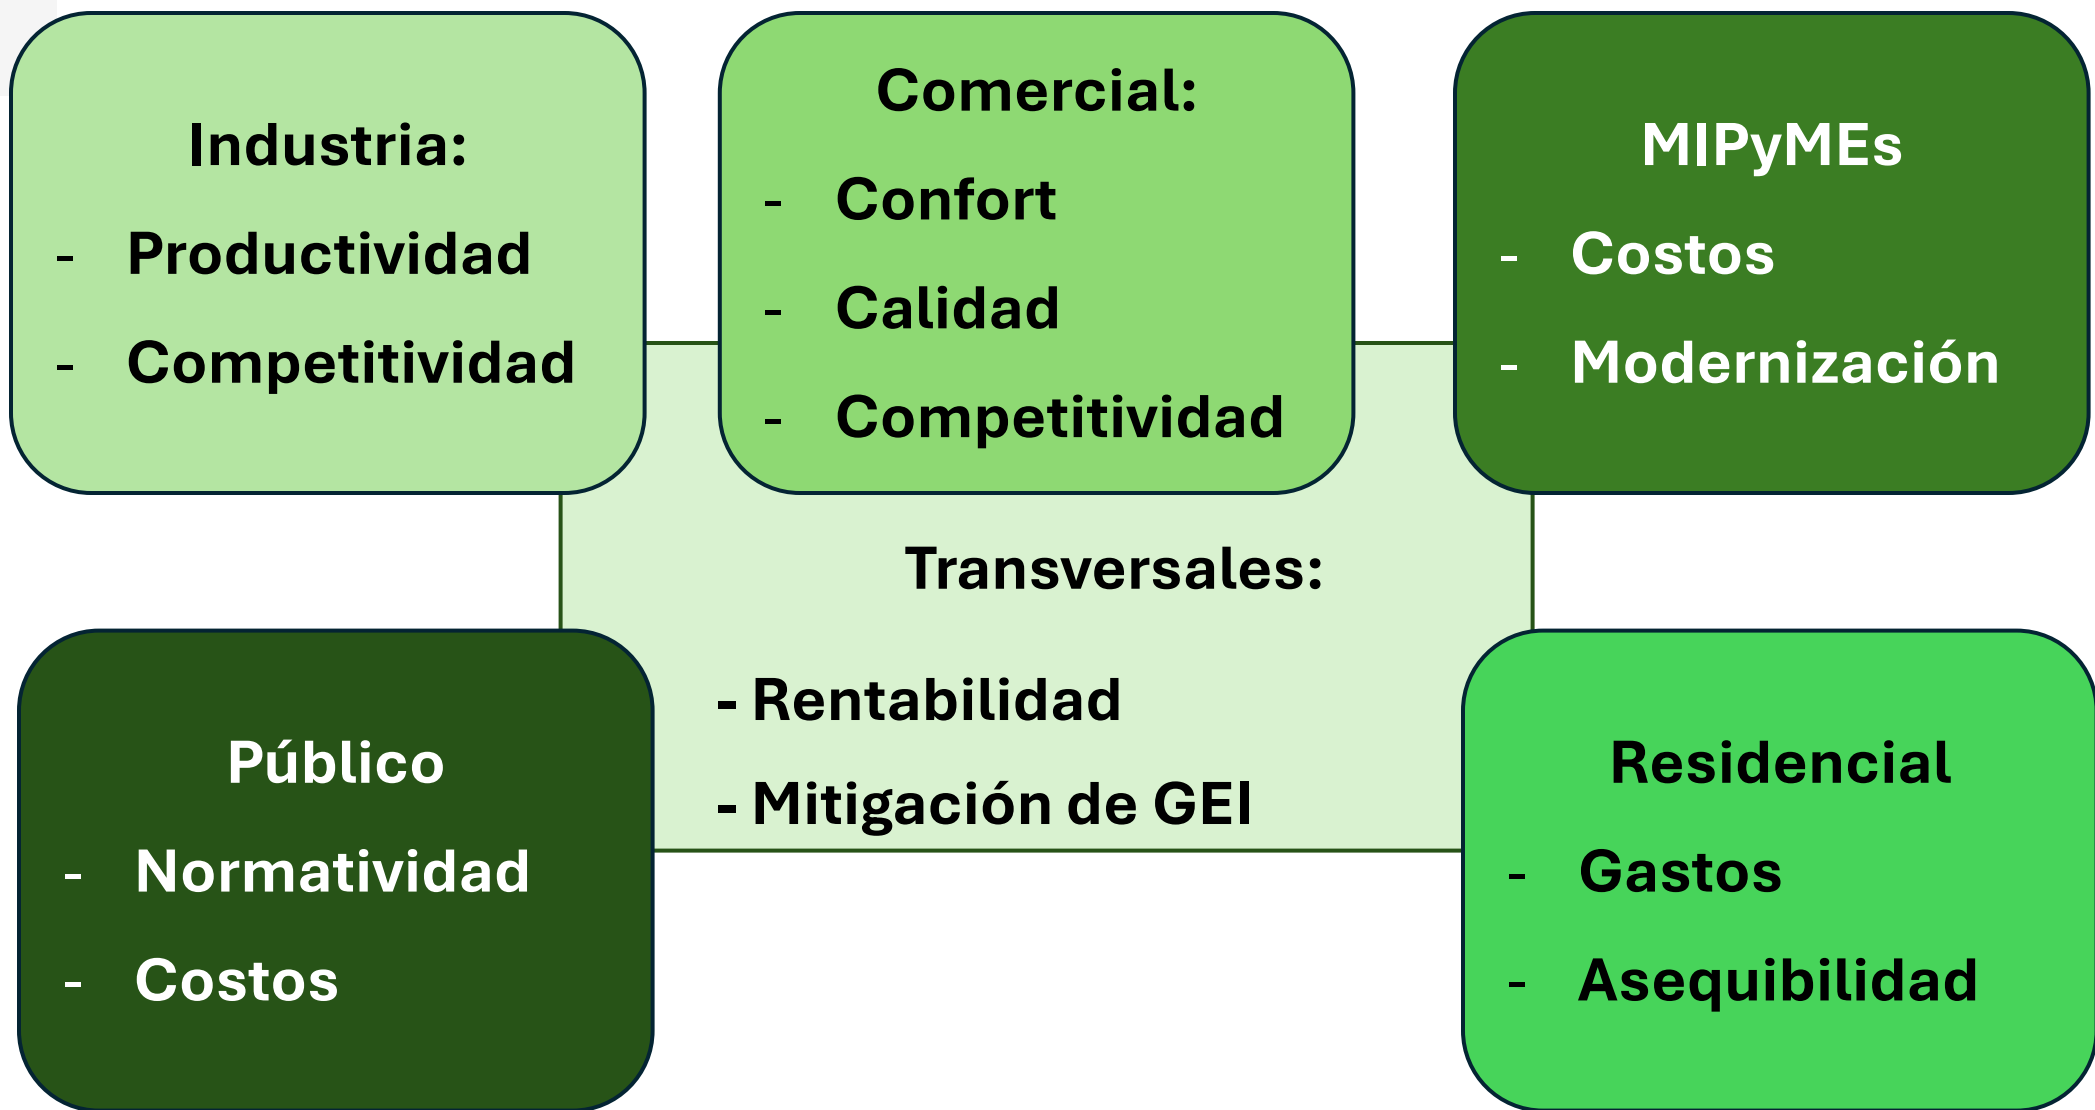 Industria:
- Productividad
- Competitividad
Comercial:
- Confort
- Calidad
- Competitividad
MIPyMEs
- Costos
- Modernización
Transversales:
- Rentabilidad
- Mitigación de GEI
Público
- Normatividad
- Costos
Residencial
- Gastos
- Asequibilidad